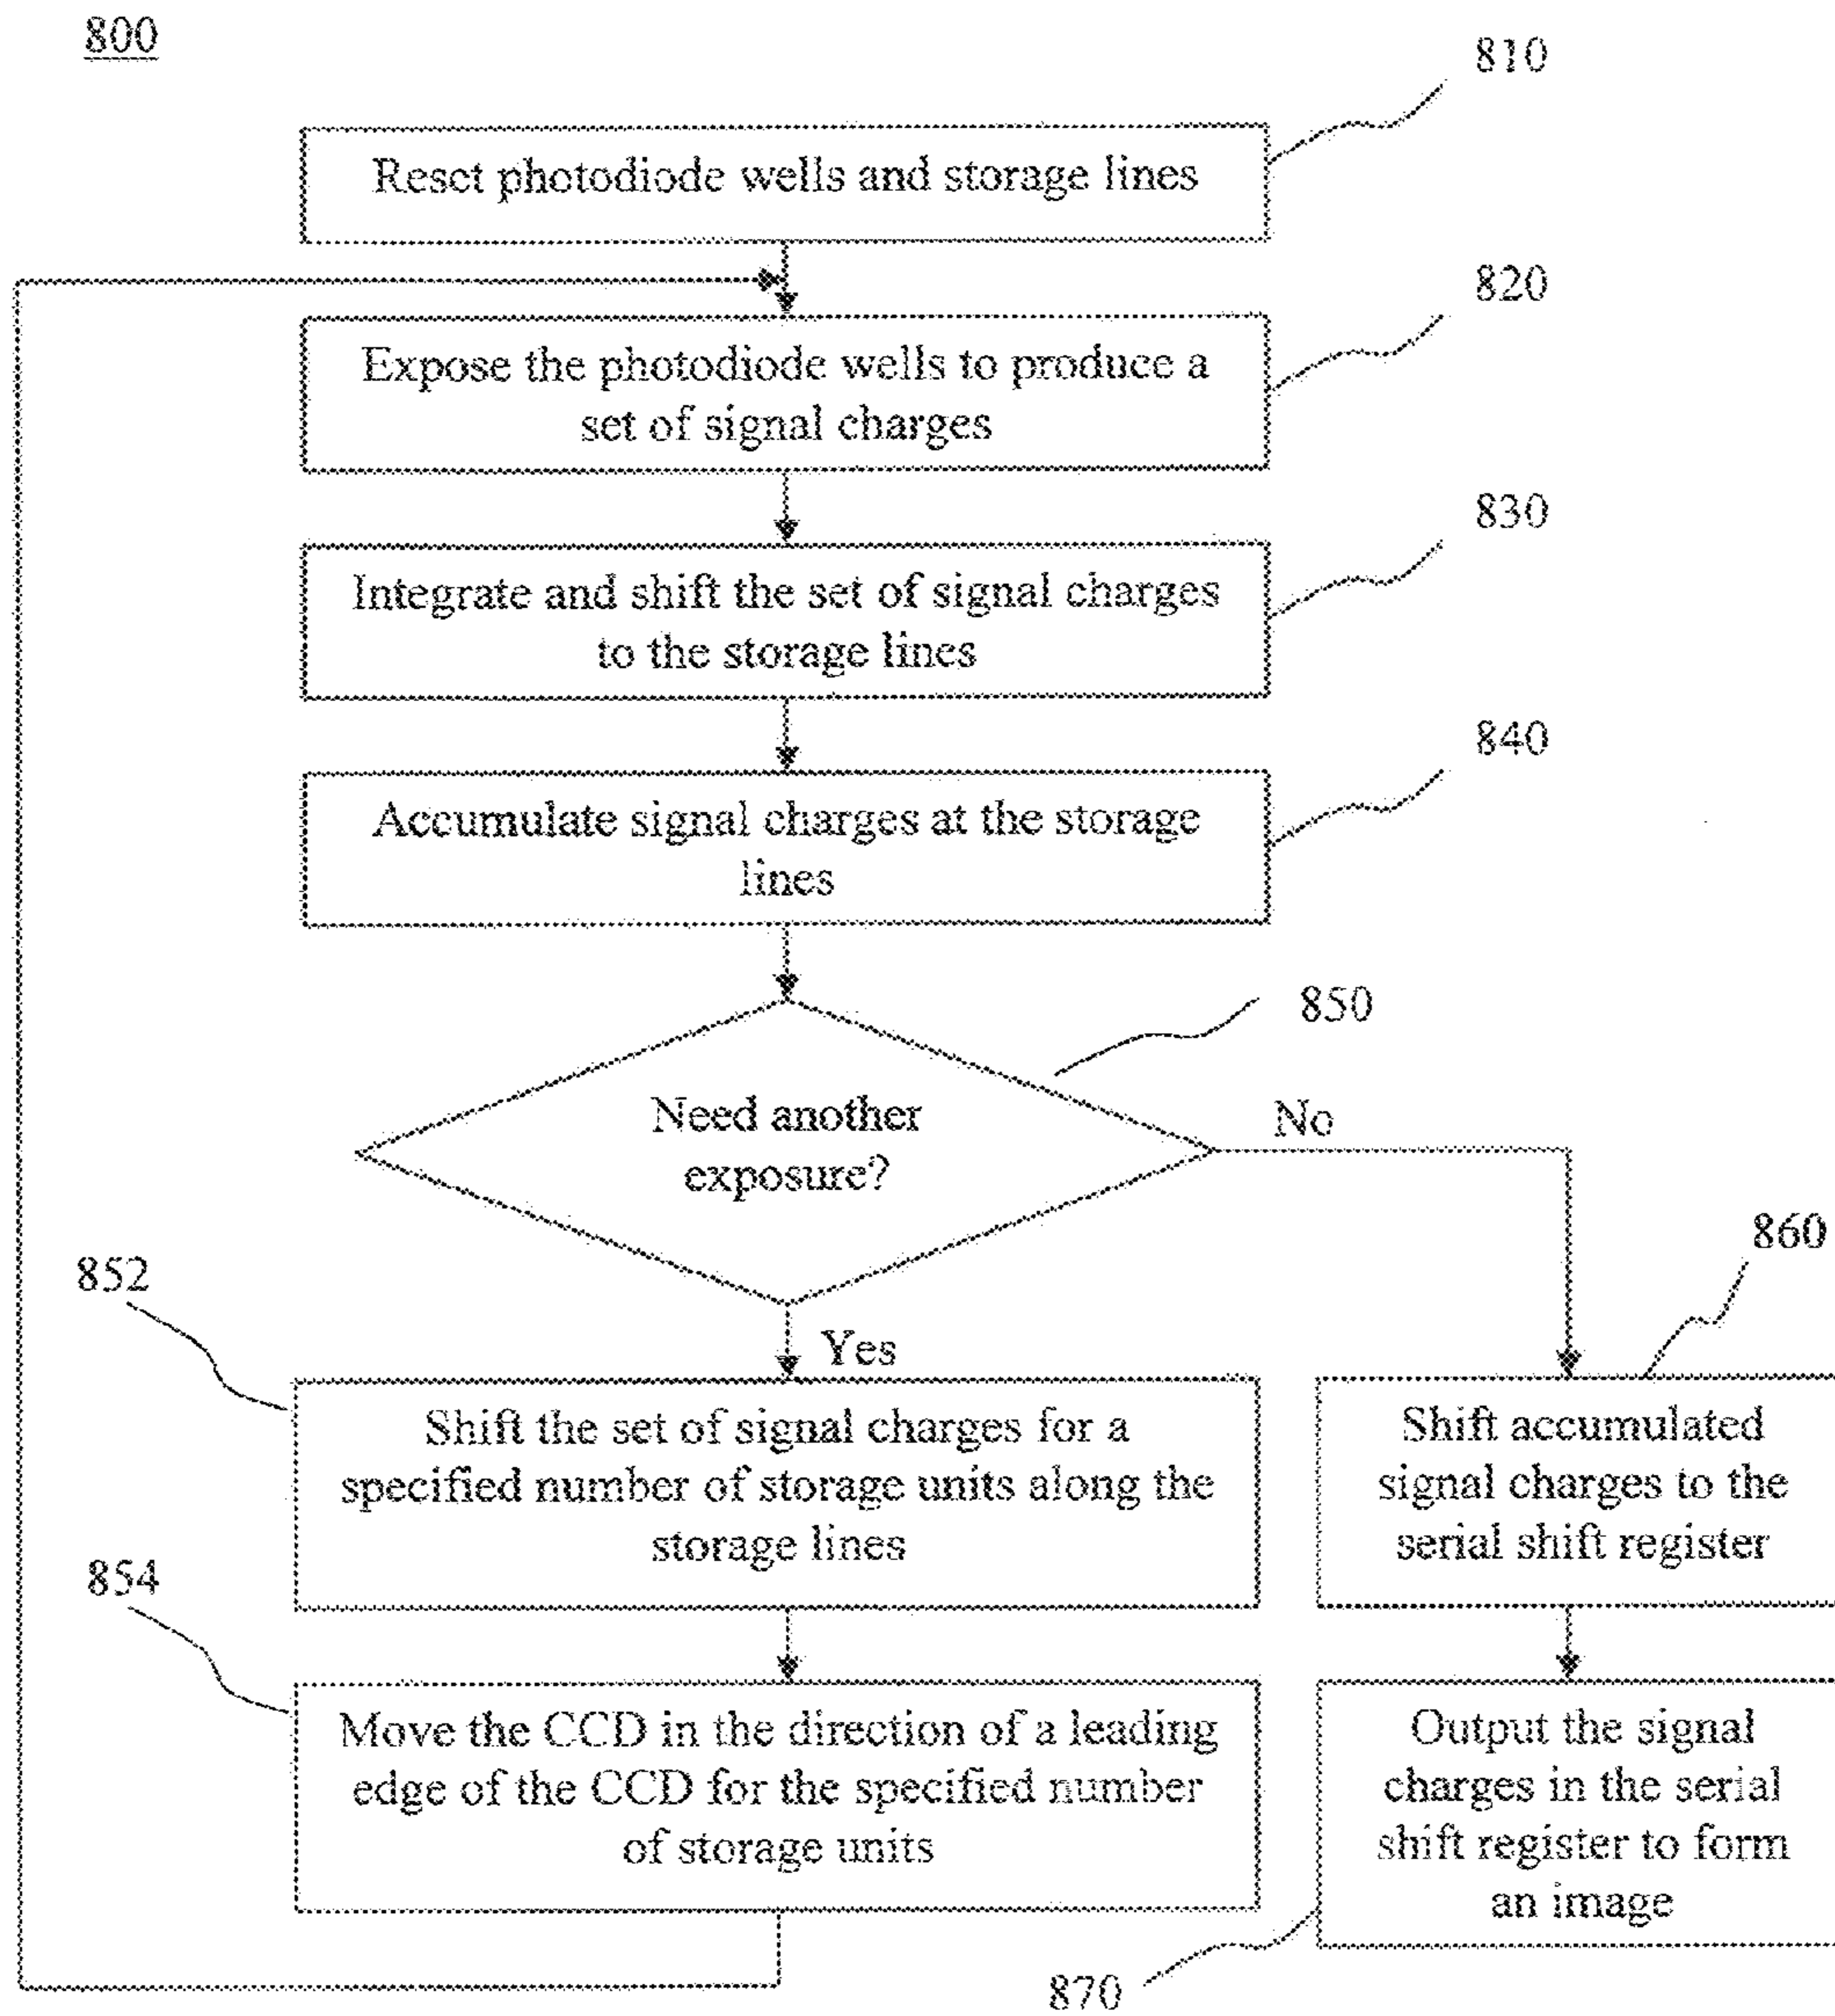 800
810
Reset photodiode wells and storage lines
820
Expose the photodiode wells to produce a
set of signal charges
830
Integrate and shift the set of signal charges
to the storage lines
840
Accumulate signal charges at the storage
lines
850
Need another
exposure?
No
860
852
Yes
Shift the set of signal charges for a
specified number of storage units along the
storage lines
Shift accumulated
signal charges to the
serial shift register
854
Move the CCD in the direction of a leading
edge of the CCD for the specified number
of storage units
Output the signal
charges in the serial
shift register to form
an image
870